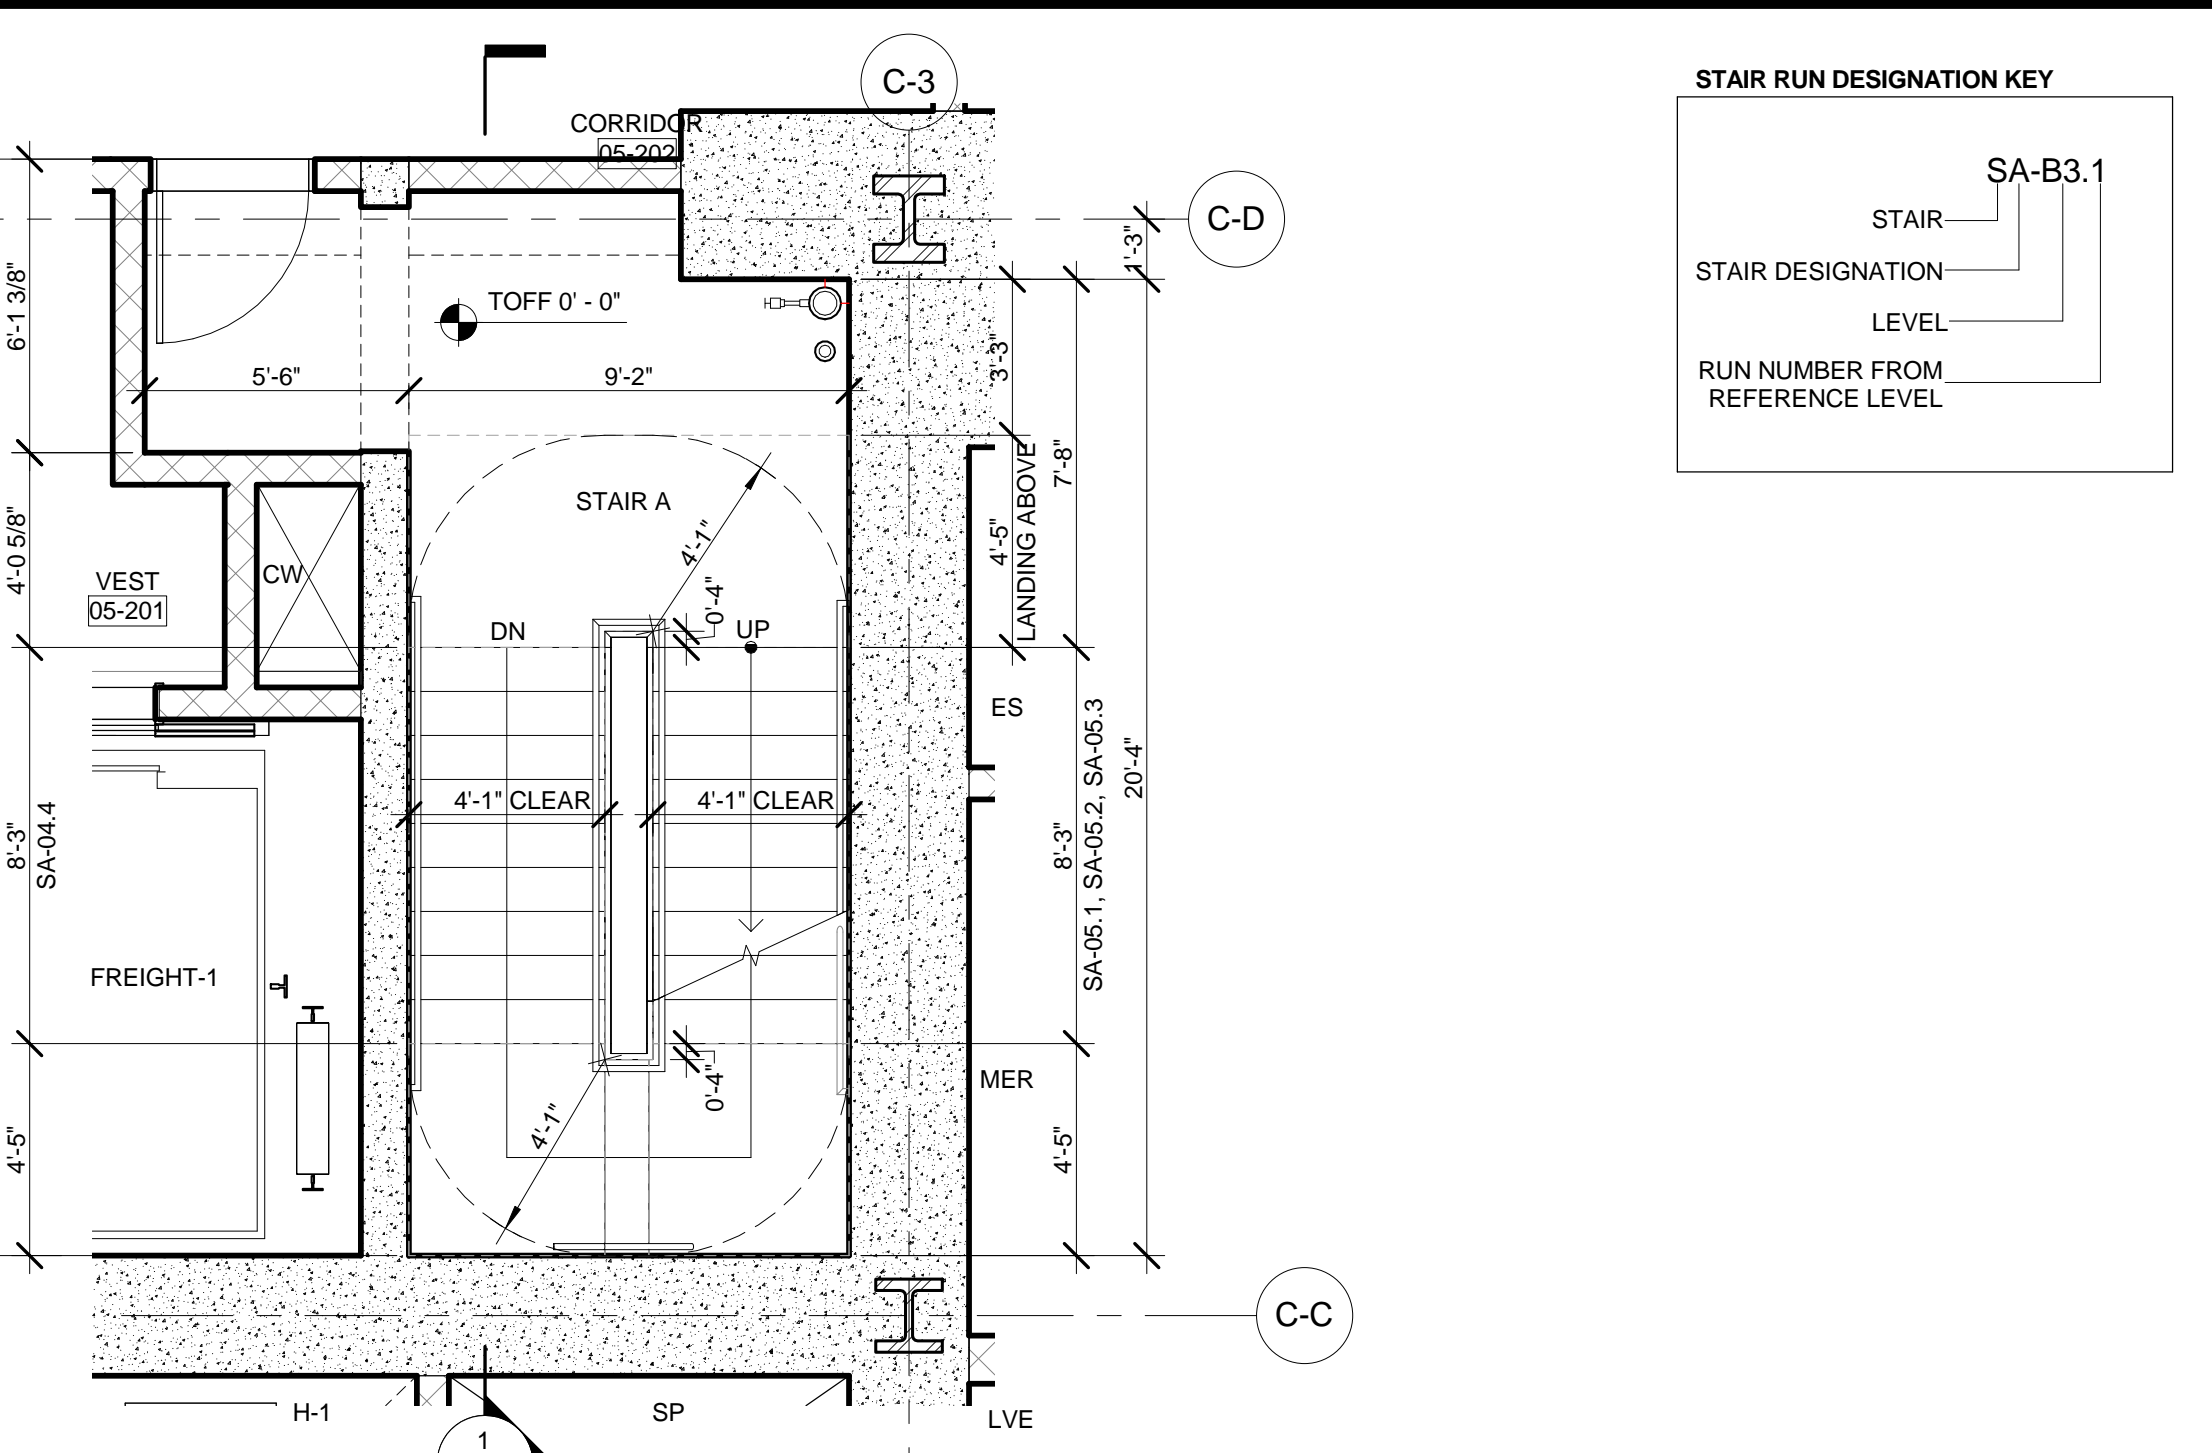 C-3
STAIR RUN DESIGNATION KEY
SA-B3.1
STAIR
STAIR DESIGNATION
LEVEL
RUN NUMBER FROM
REFERENCE LEVEL
CORRIDOR
05-202
C-D
1'-3"
6'-1 3/8"
TOFF 0' - 0"
5'-6"
9'-2"
3'-3"
7'-8"
STAIR A
4'-1"
4'-5"
LANDING ABOVE
4'-0 5/8"
VEST
05-201
CW
0'-4"
DN
UP
ES
8'-3"
SA-04.4
4'-1" CLEAR
4'-1" CLEAR
8'-3"
SA-05.1, SA-05.2, SA-05.3
20'-4"
FREIGHT-1
MER
0'-4"
4'-1"
4'-5"
4'-5"
C-C
H-1
SP
LVE
1